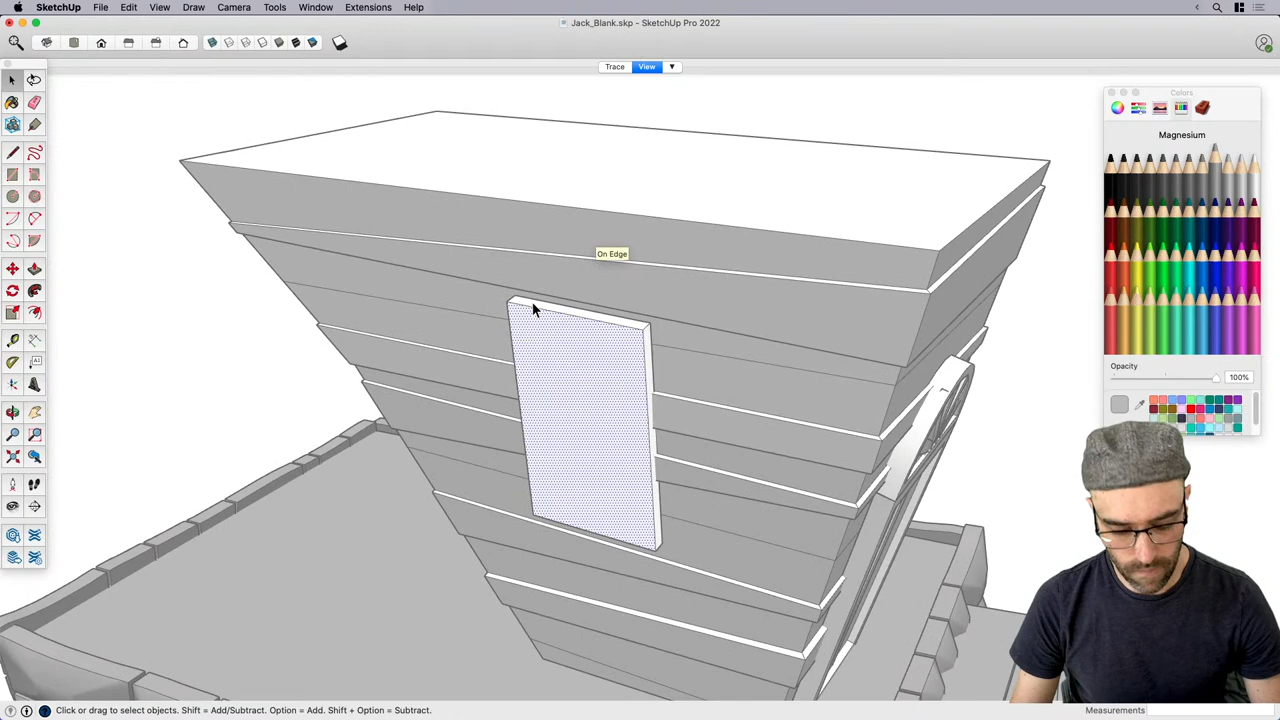 SketchUp File Edit View Draw Camera Tools Window Extensions Help
Jack_Blank.skp - SketchUp Pro 2022
Trace View ▼
Colors
Magnesium
On Edge
Opacity
100%
Click or drag to select objects. Shift = Add/Subtract. Option = Add. Shift + Option = Subtract.
Measurements